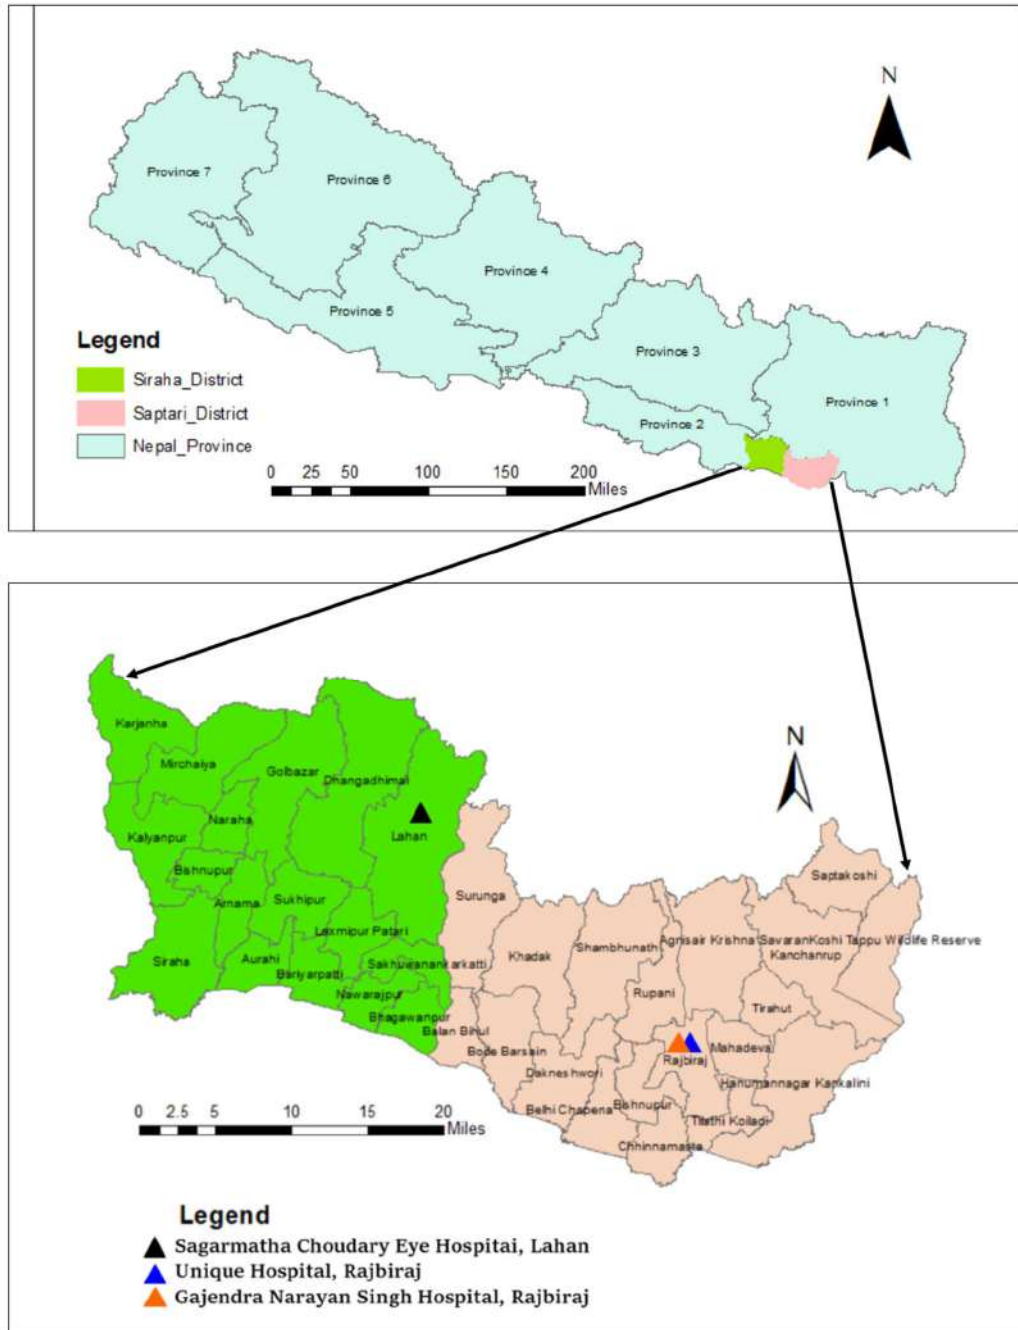 N
Province 7
Province 6
Province 4
Province 5
Province 3
Province 1
Province 2
Legend
Siraha_District
Saptari_District
Nepal_Province
0 25 50 100 150 200
Miles
N
Karjanha
Mirchaiya
Golbazar
Dhangadhimai
Naraha
Lahan
Kalyanpur
Bishnupur
Saptakoshi
Arnama
Sukhipur
Surunga
Laxmipur Patari
Shambhunath
Agnisair Krishna Savaran
Koshi Tappu Wildlife Reserve
Khadak
Kanchanrup
Siraha
Aurahi
Bariyarpatti
Sakhuwanankarkatti
Nawarajpur
Rupani
Tirahut
Bhagawanpur
Balan Bihul
Bode Barsain
Mahadeva
Rajbiraj
Dakneshwori
Hanumannagar Kankalini
Belhi Chapena
Bishnupur
Tilathi Koiladi
Chhinnamasta
0 2.5 5 10 15 20
Miles
Legend
Sagarmatha Choudary Eye Hospitai, Lahan
Unique Hospital, Rajbiraj
Gajendra Narayan Singh Hospital, Rajbiraj